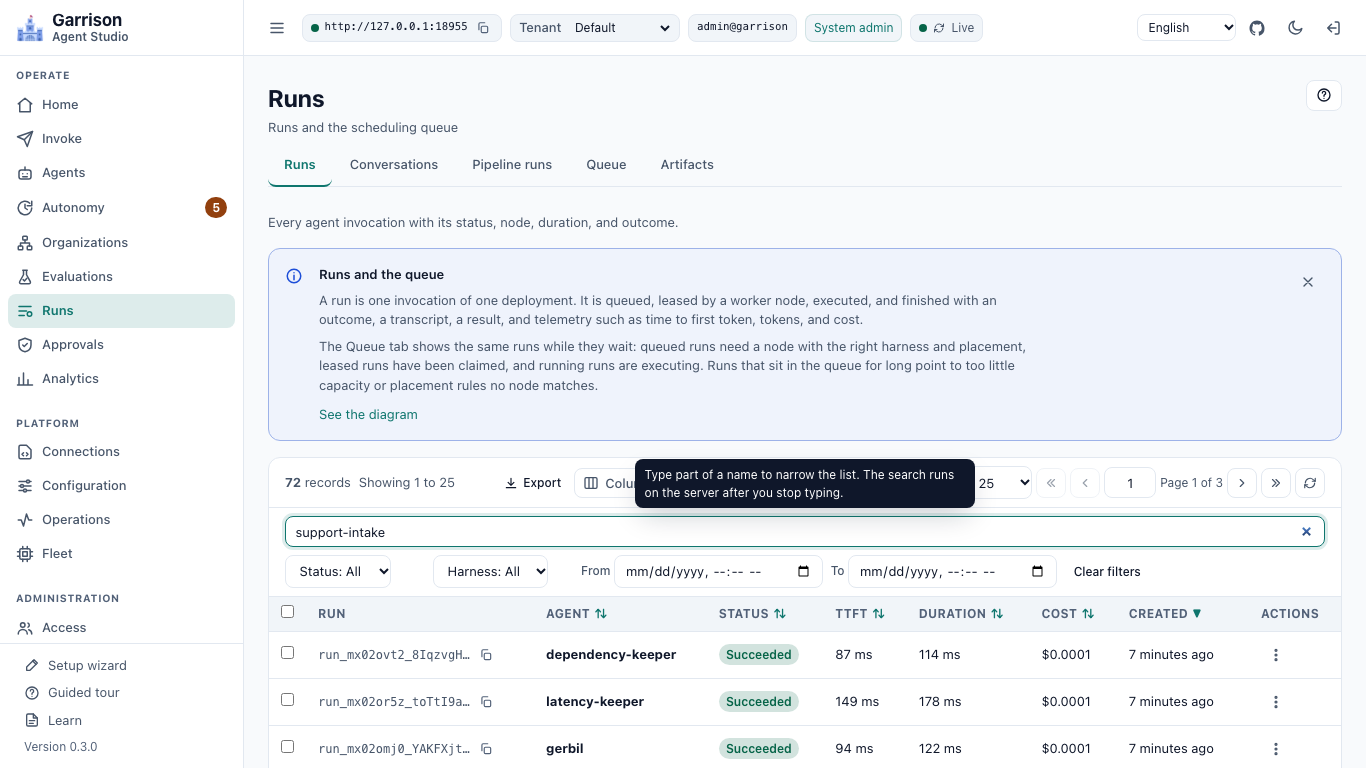 Garrison
Agent Studio
http://127.0.0.1:18955
Tenant Default
admin@garrison
System admin
Live
English
OPERATE
Home
Invoke
Agents
Autonomy 5
Organizations
Evaluations
Runs
Approvals
Analytics
PLATFORM
Connections
Configuration
Operations
Fleet
ADMINISTRATION
Access
Setup wizard
Guided tour
Learn
Version 0.3.0
Runs
Runs and the scheduling queue
Runs Conversations Pipeline runs Queue Artifacts
Every agent invocation with its status, node, duration, and outcome.
Runs and the queue
A run is one invocation of one deployment. It is queued, leased by a worker node, executed, and finished with an
outcome, a transcript, a result, and telemetry such as time to first token, tokens, and cost.
The Queue tab shows the same runs while they wait: queued runs need a node with the right harness and placement,
leased runs have been claimed, and running runs are executing. Runs that sit in the queue for long point to too little
capacity or placement rules no node matches.
See the diagram
72 records Showing 1 to 25 Export 25 1 Page 1 of 3
Type part of a name to narrow the list. The search runs
on the server after you stop typing.
support-intake
Status: All Harness: All From mm/dd/yyyy, --:-- -- To mm/dd/yyyy, --:-- -- Clear filters
RUN AGENT STATUS TTFT DURATION COST CREATED ACTIONS
run_mx02ovt2_8IqzvgH… dependency-keeper Succeeded 87 ms 114 ms $0.0001 7 minutes ago
run_mx02or5z_toTtI9a… latency-keeper Succeeded 149 ms 178 ms $0.0001 7 minutes ago
run_mx02omj0_YAKFXjt… gerbil Succeeded 94 ms 122 ms $0.0001 7 minutes ago